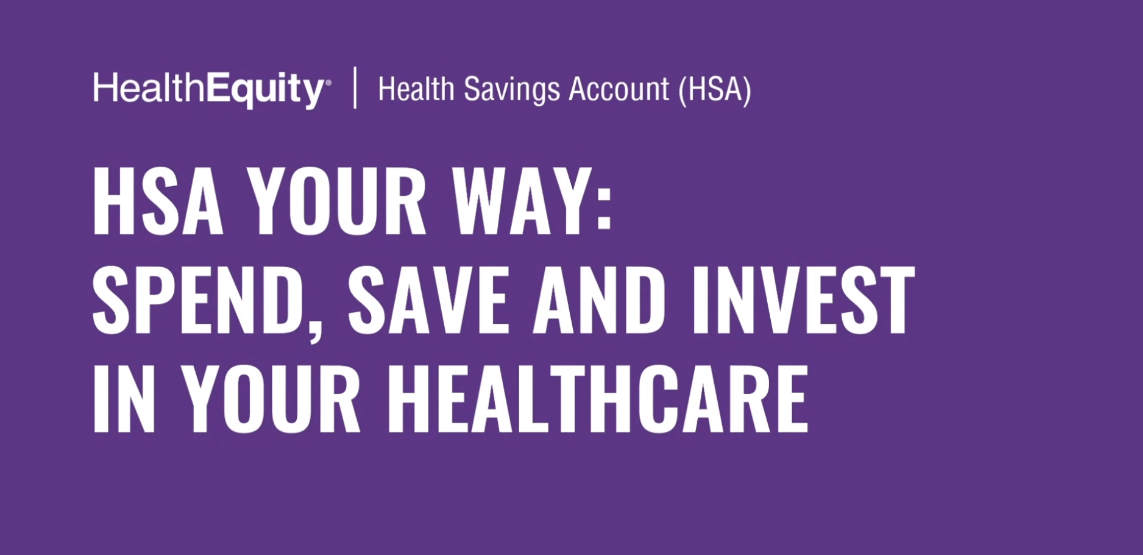 HealthEquity® | Health Savings Account (HSA)
HSA YOUR WAY:
SPEND, SAVE AND INVEST
IN YOUR HEALTHCARE